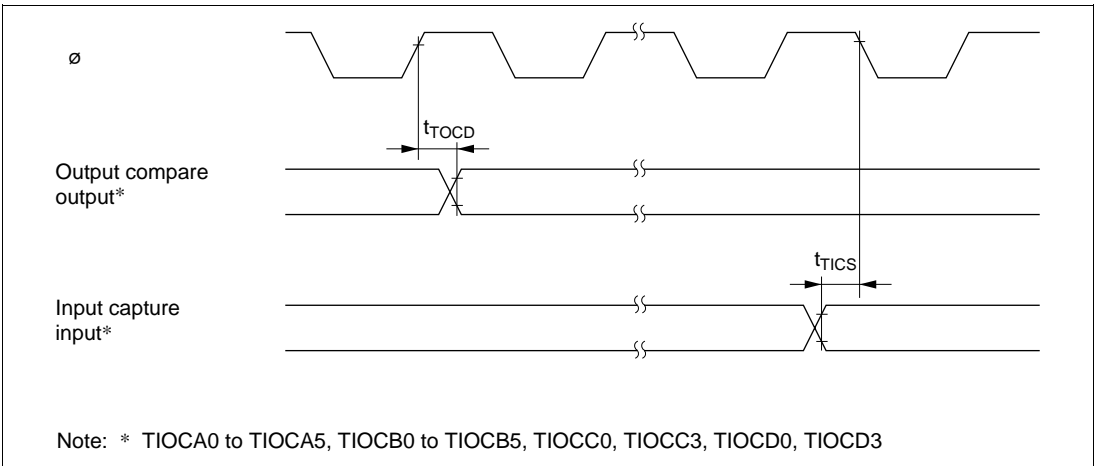 ø
tTOCD
Output compare
output*
tTICS
Input capture
input*
Note: * TIOCA0 to TIOCA5, TIOCB0 to TIOCB5, TIOCC0, TIOCC3, TIOCD0, TIOCD3